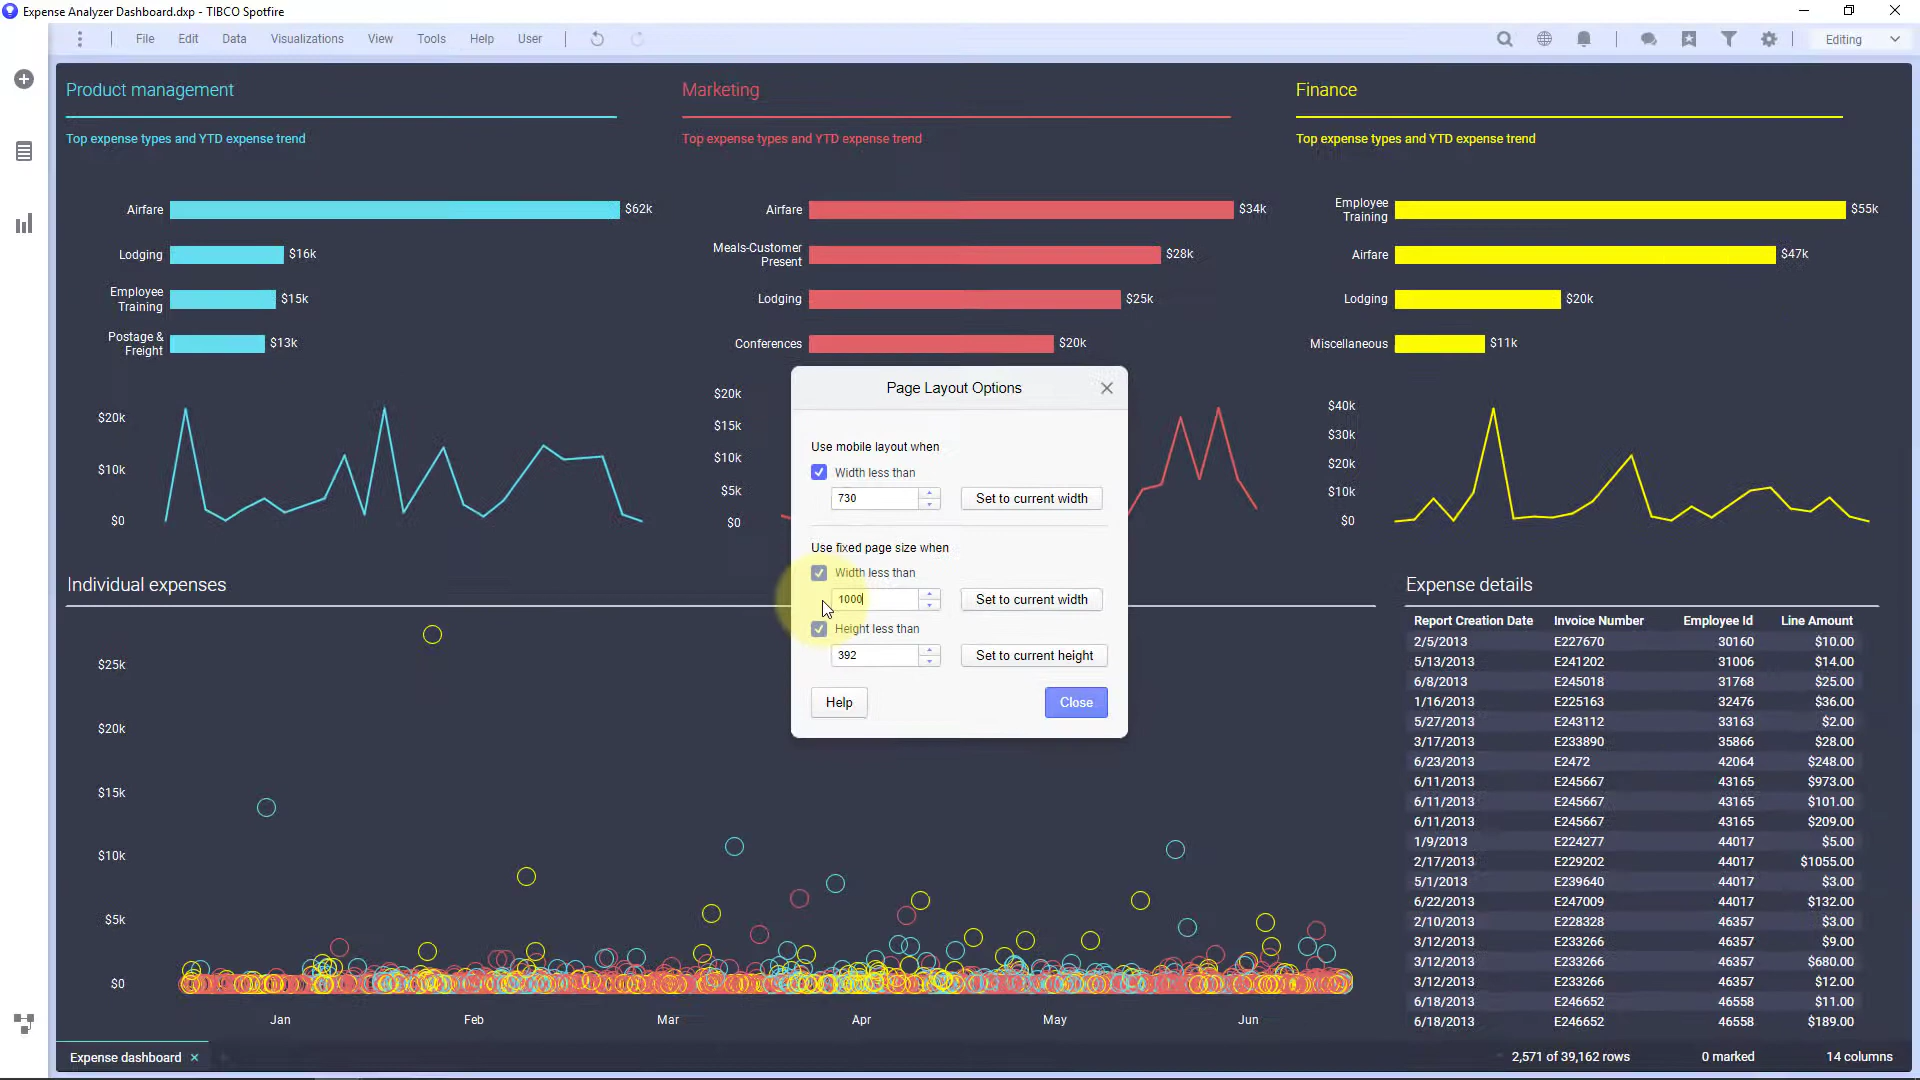 Expense Analyzer Dashboard.dxp - TIBCO Spotfire
File Edit Data Visualizations View Tools Help User Editing
Product management
Top expense types and YTD expense trend
Airfare $62k
Lodging $16k
Employee Training $15k
Postage & Freight $13k
$20k
$10k
$0
Marketing
Top expense types and YTD expense trend
Airfare $34k
Meals-Customer Present $28k
Lodging $25k
Conferences $20k
$20k
$15k
$10k
$5k
$0
Finance
Top expense types and YTD expense trend
Employee Training $55k
Airfare $47k
Lodging $20k
Miscellaneous $11k
$40k
$30k
$20k
$10k
$0
Page Layout Options
Use mobile layout when
Width less than
730 Set to current width
Use fixed page size when
Width less than
1000 Set to current width
Height less than
392 Set to current height
Help Close
Individual expenses
$25k
$20k
$15k
$10k
$5k
$0
Jan Feb Mar Apr May Jun
Expense details
Report Creation Date Invoice Number Employee Id Line Amount
2/5/2013 E227670 30160 $10.00
5/13/2013 E241202 31006 $14.00
6/8/2013 E245018 31768 $25.00
1/16/2013 E225163 32476 $36.00
5/27/2013 E243112 33163 $2.00
3/17/2013 E233890 35866 $28.00
6/23/2013 E2472 42064 $248.00
6/11/2013 E245667 43165 $973.00
6/11/2013 E245667 43165 $101.00
6/11/2013 E245667 43165 $209.00
1/9/2013 E224277 44017 $5.00
2/17/2013 E229202 44017 $1055.00
5/1/2013 E239640 44017 $3.00
6/22/2013 E247009 44017 $132.00
2/10/2013 E228328 46357 $3.00
3/12/2013 E233266 46357 $9.00
3/12/2013 E233266 46357 $680.00
3/12/2013 E233266 46357 $12.00
6/18/2013 E246652 46558 $11.00
6/18/2013 E246652 46558 $189.00
Expense dashboard
2,571 of 39,162 rows 0 marked 14 columns